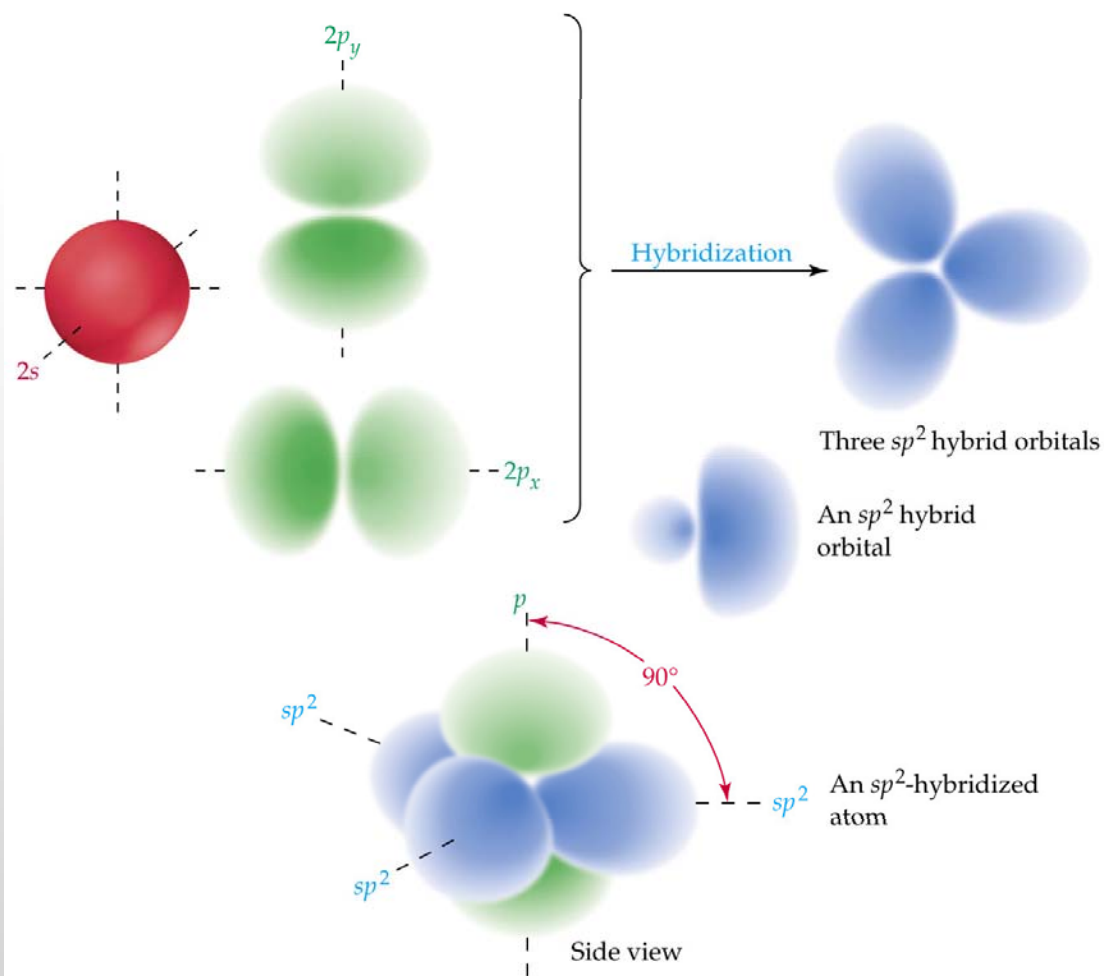 2p_y
2s
2p_x
Hybridization
Three sp² hybrid orbitals
An sp² hybrid
orbital
p
90°
sp²
sp²
An sp²-hybridized
atom
sp²
Side view